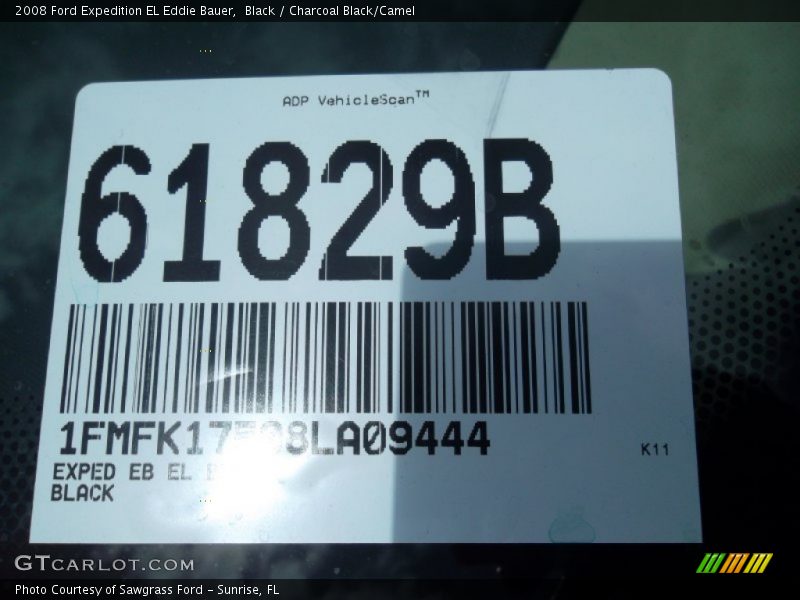 2008 Ford Expedition EL Eddie Bauer,  Black / Charcoal Black/Camel
ADP VehicleScan™
61829B
K11
EXPED EB EL
BLACK
GTCARLOT.COM
Photo Courtesy of Sawgrass Ford - Sunrise, FL